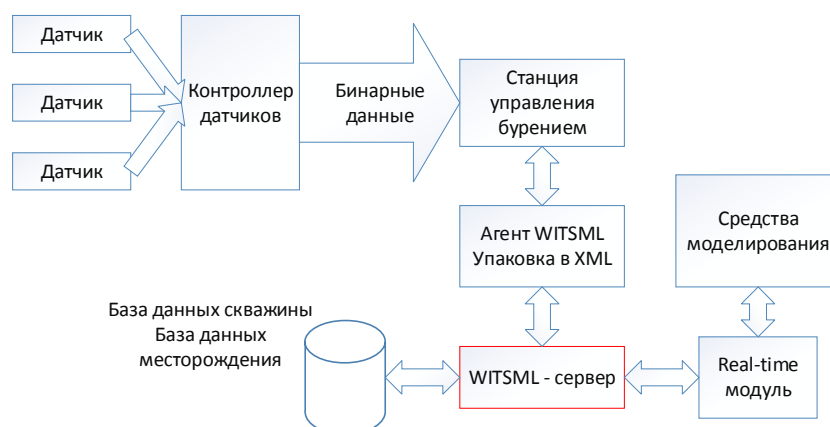 Датчик
Датчик
Датчик
Контроллер
датчиков
Бинарные
данные
Станция
управления
бурением
Агент WITSML
Упаковка в XML
Средства
моделирования
База данных скважины
База данных
месторождения
WITSML - сервер
Real-time
модуль